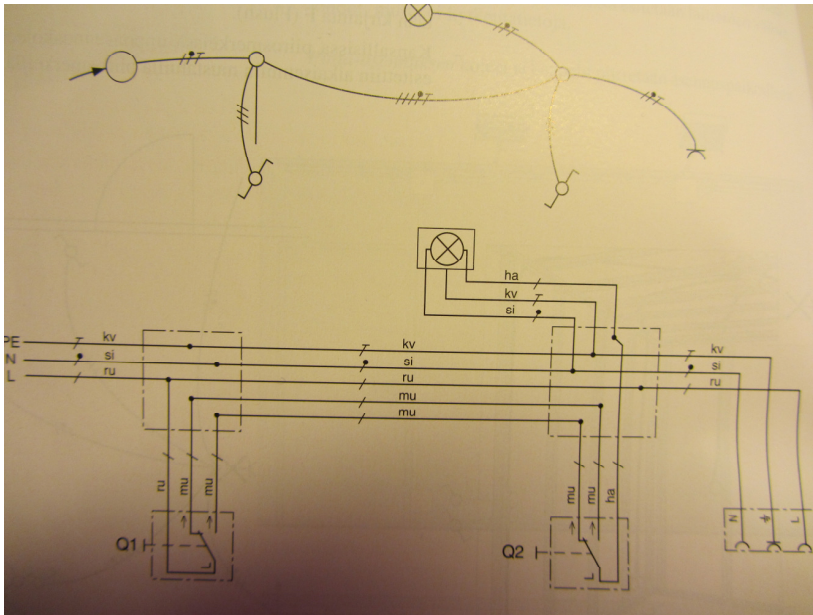 ha
kv
si
PE kv kv kv
N si si si
L ru ru ru
mu
mu
ru mu mu mu mu ha
N L
Q1 L
Q2 L